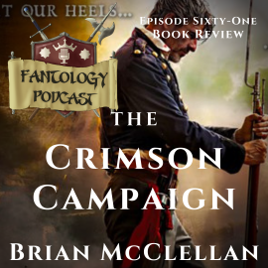 T OUR HEELS...
EPISODE SIXTY-ONE
BOOK REVIEW
FANTOLOGY
PODCAST
THE
CRIMSON
CAMPAIGN
BRIAN MCCLELLAN